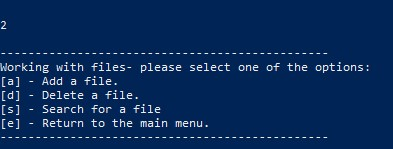 2
-----------------------------------------------
Working with files- please select one of the options:
[a] - Add a file.
[d] - Delete a file.
[s] - Search for a file
[e] - Return to the main menu.
-----------------------------------------------